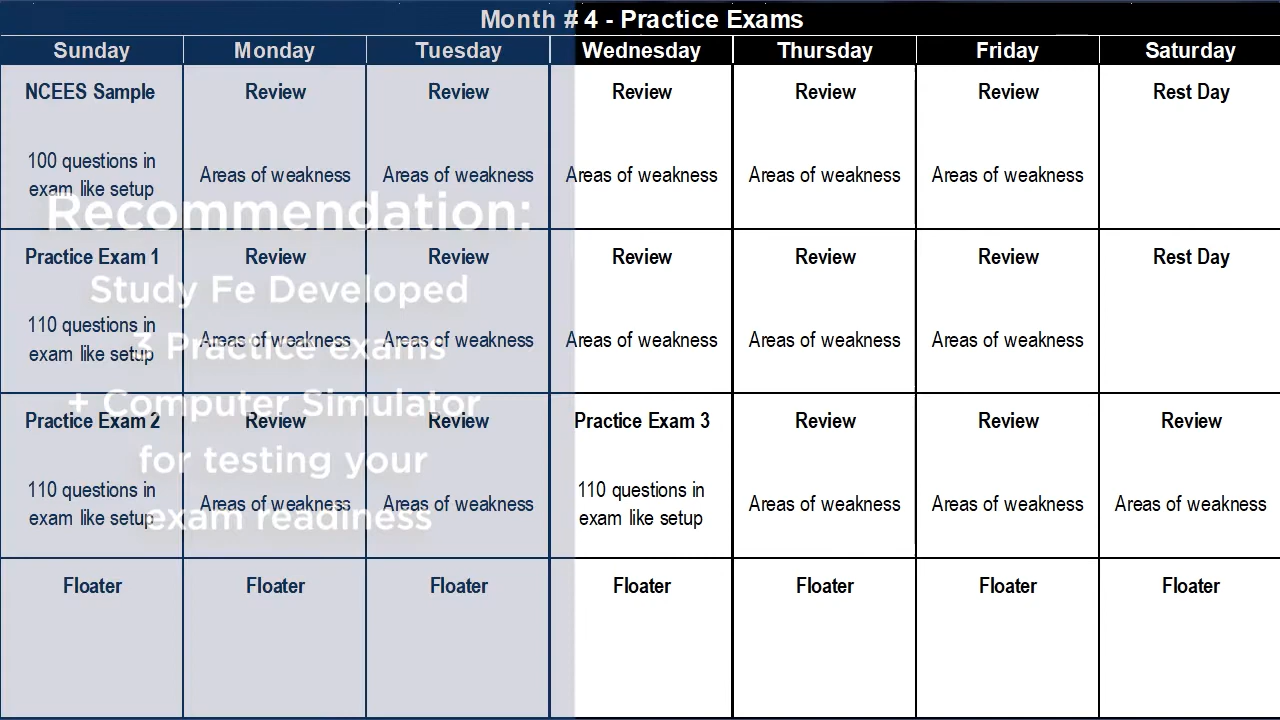 Month # 4 - Practice Exams
Sunday Monday Tuesday Wednesday Thursday Friday Saturday
NCEES Sample Review Review Review Review Review Rest Day
100 questions in
exam like setup Areas of weakness Areas of weakness Areas of weakness Areas of weakness Areas of weakness
Recommendation:
Practice Exam 1 Review Review Review Review Review Rest Day
Study Fe Developed
110 questions in
exam like setup Areas of weakness Areas of weakness Areas of weakness Areas of weakness Areas of weakness
3 Practice exams
+ Computer Simulator
Practice Exam 2 Review Review Practice Exam 3 Review Review Review
for testing your
110 questions in 110 questions in
exam like setup Areas of weakness Areas of weakness exam like setup Areas of weakness Areas of weakness Areas of weakness
exam readiness
Floater Floater Floater Floater Floater Floater Floater